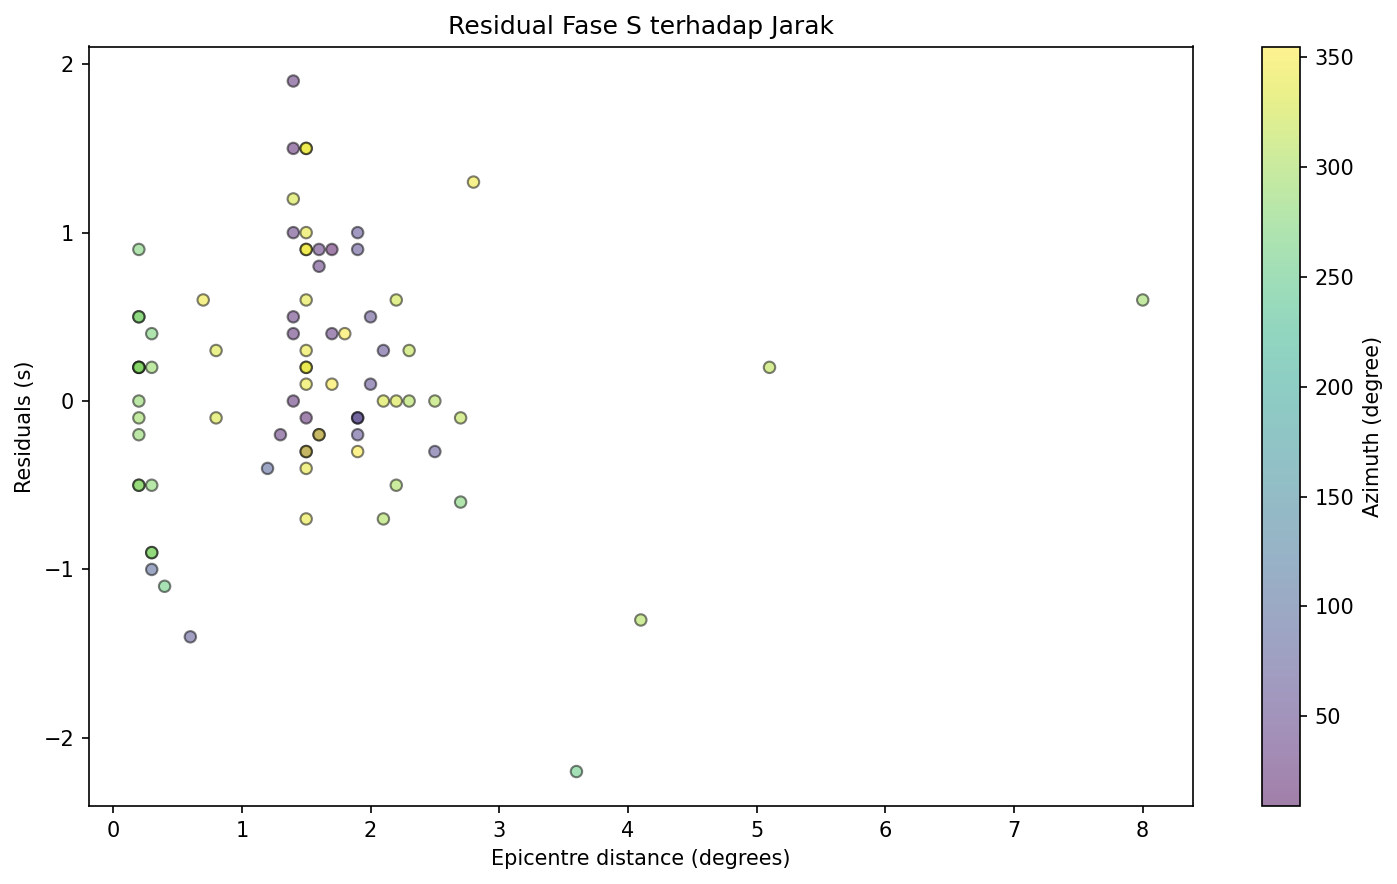 Residual Fase S terhadap Jarak
Residuals (s)
2
1
0
−1
−2
0 1 2 3 4 5 6 7 8
Epicentre distance (degrees)
350
300
250
200
150
100
50
Azimuth (degree)